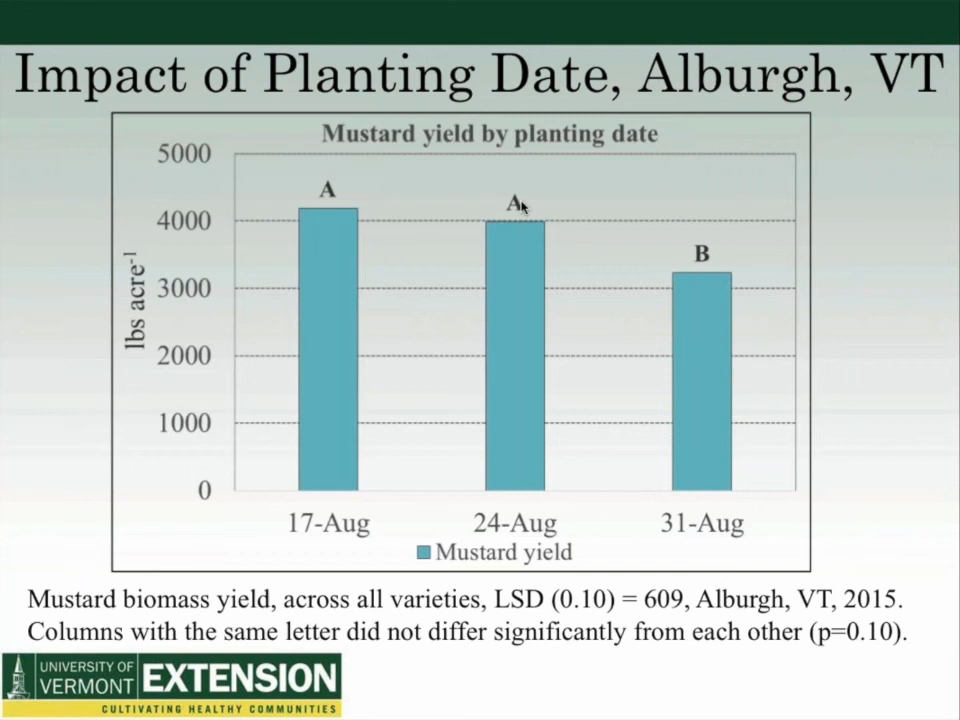 Impact of Planting Date, Alburgh, VT
Mustard yield by planting date
5000
4000
3000
2000
1000
0
lbs acre-1
A
A
B
17-Aug 24-Aug 31-Aug
Mustard yield
Mustard biomass yield, across all varieties, LSD (0.10) = 609, Alburgh, VT, 2015.
Columns with the same letter did not differ significantly from each other (p=0.10).
UNIVERSITY OF
VERMONT
EXTENSION
CULTIVATING HEALTHY COMMUNITIES